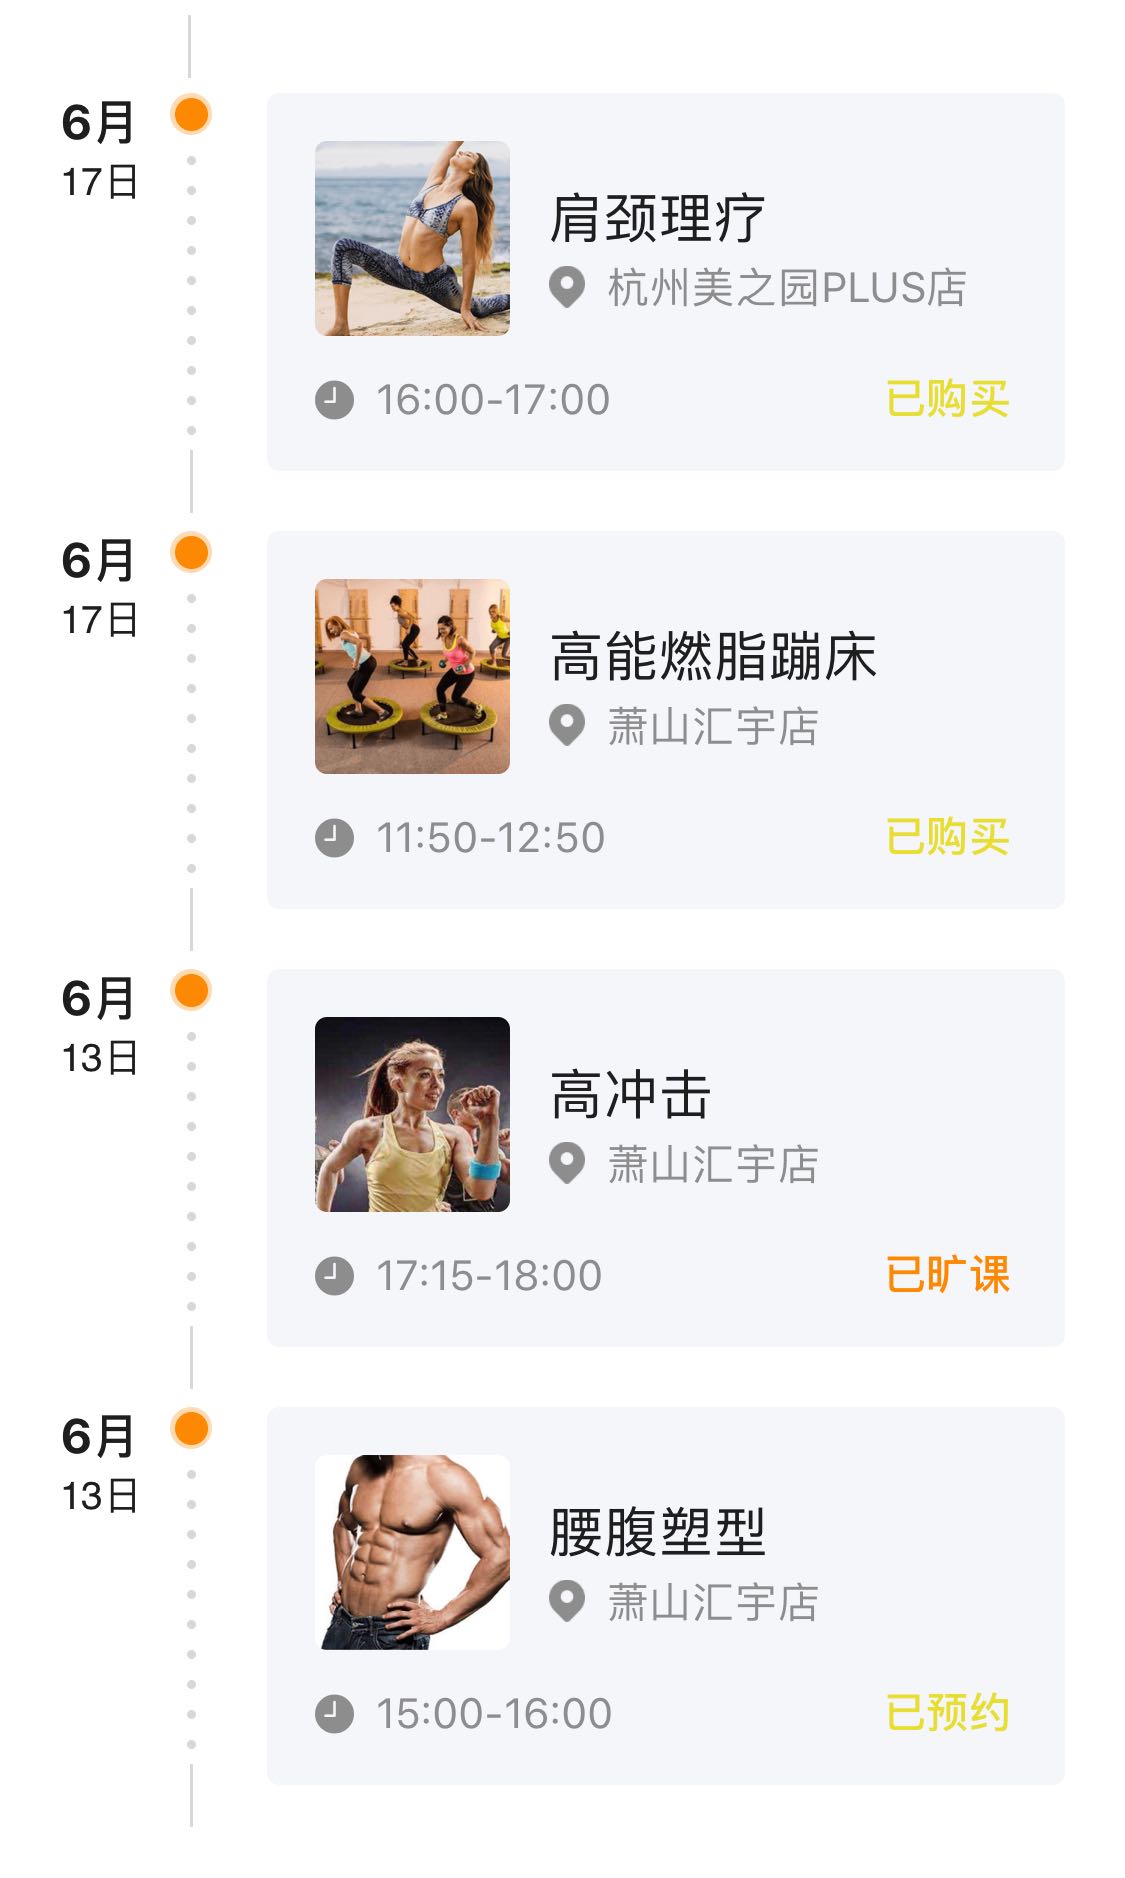 6月
17日
肩颈理疗
杭州美之园PLUS店
16:00-17:00
已购买
6月
17日
高能燃脂蹦床
萧山汇宇店
11:50-12:50
已购买
6月
13日
高冲击
萧山汇宇店
17:15-18:00
已旷课
6月
13日
腰腹塑型
萧山汇宇店
15:00-16:00
已预约